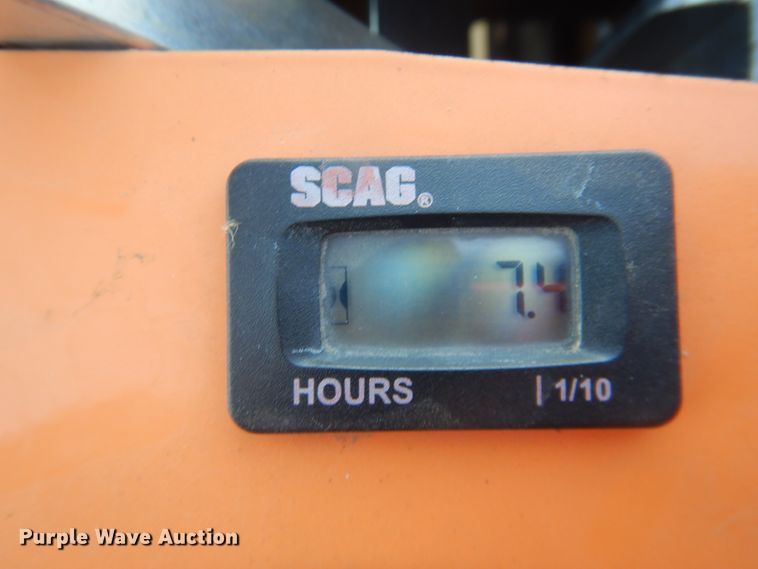 SCAG®
7.4
HOURS | 1/10
Purple Wave Auction